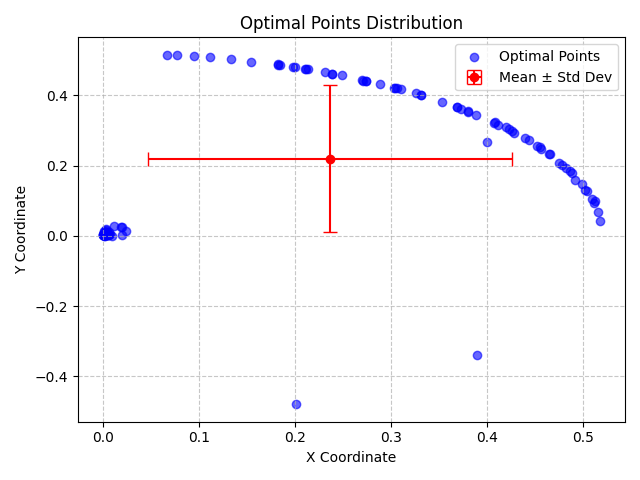 Optimal Points Distribution
Optimal Points
Mean ± Std Dev
Y Coordinate
0.4
0.2
0.0
−0.2
−0.4
0.0 0.1 0.2 0.3 0.4 0.5
X Coordinate